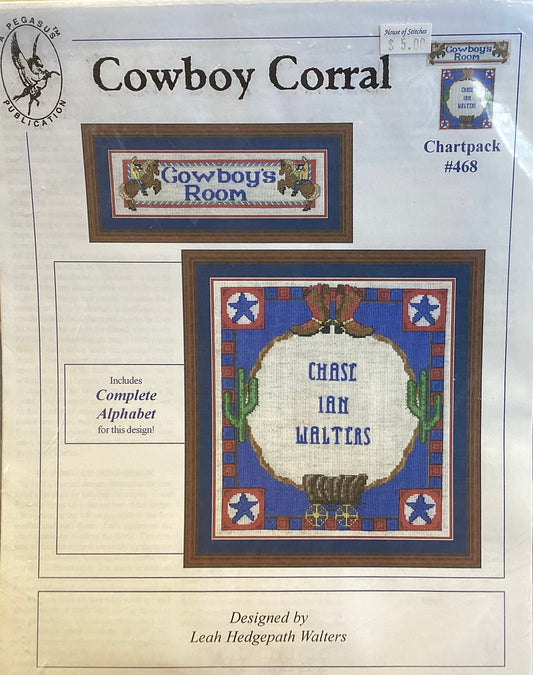 A PEGASUS™
PUBLICATION
House of Stitches
$ 5.00
Cowboy Corral
Cowboy's
Room
CHASE
IAN
WALTERS
Chartpack
#468
Cowboy's
Room
Includes
Complete
Alphabet
for this design!
CHASE
IAN
WALTERS
Designed by
Leah Hedgepath Walters